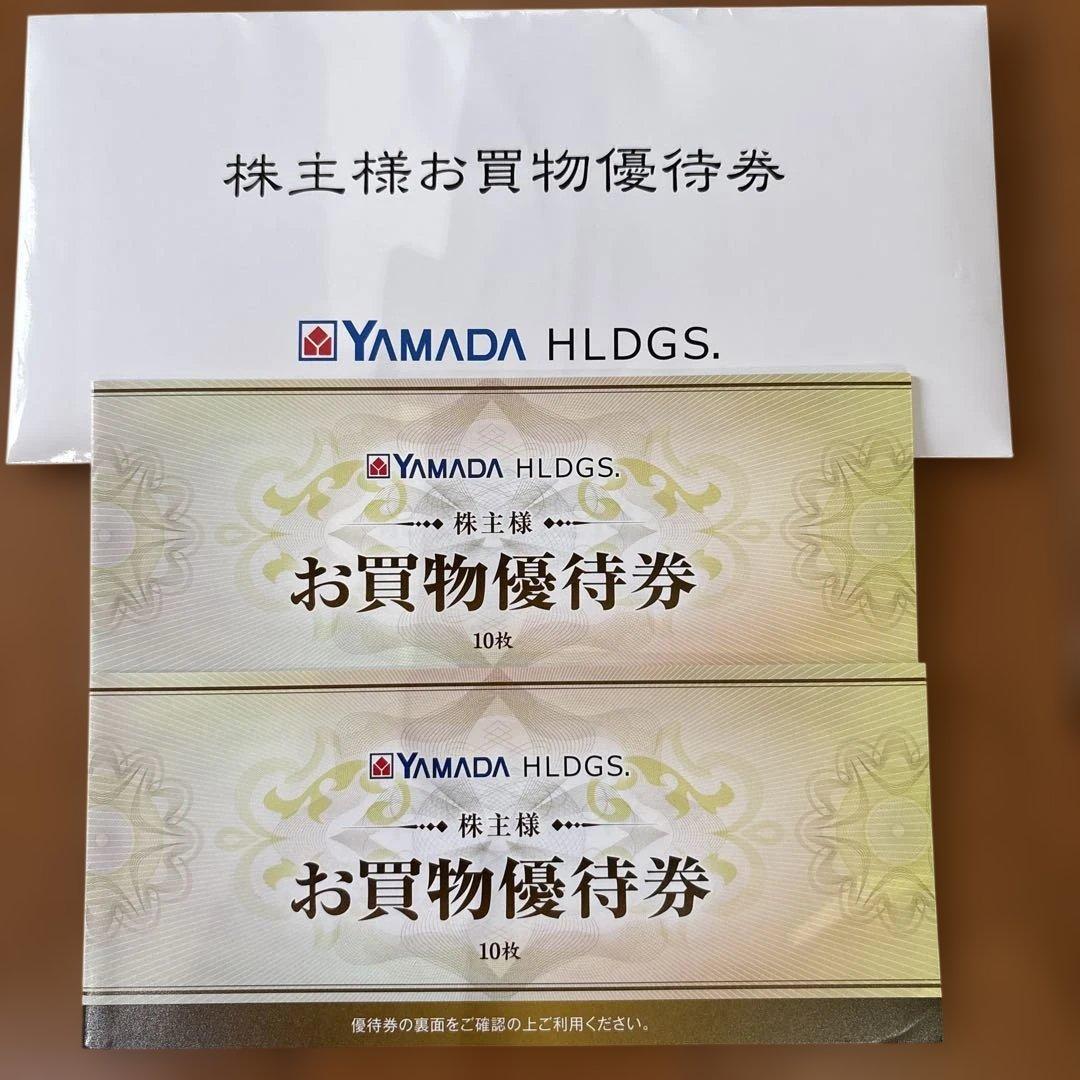 株主様お買物優待券
YAMADA HLDGS.
YAMADA HLDGS.
株主様
お買物優待券
10枚
YAMADA HLDGS.
株主様
お買物優待券
10枚
優待券の裏面をご確認の上ご利用ください。